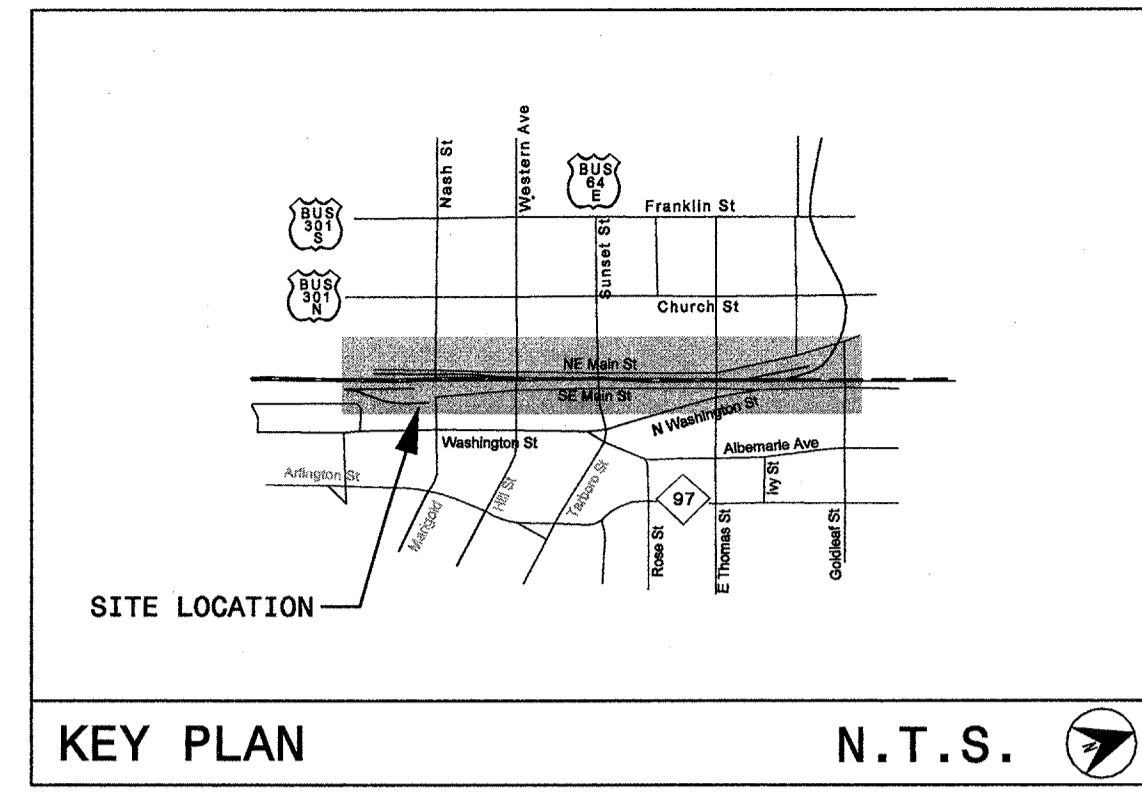 Nash St
Western Ave
BUS
64
E
BUS
301
S
Franklin St
Sunset St
BUS
301
N
Church St
NE Main St
SE Main St
N Washington St
Washington St
Albemarle Ave
Arlington St
Marigold
Hill St
Tarboro St
Ivy St
97
Rose St
E Thomas St
Goldleaf St
SITE LOCATION
KEY PLAN
N.T.S.
N